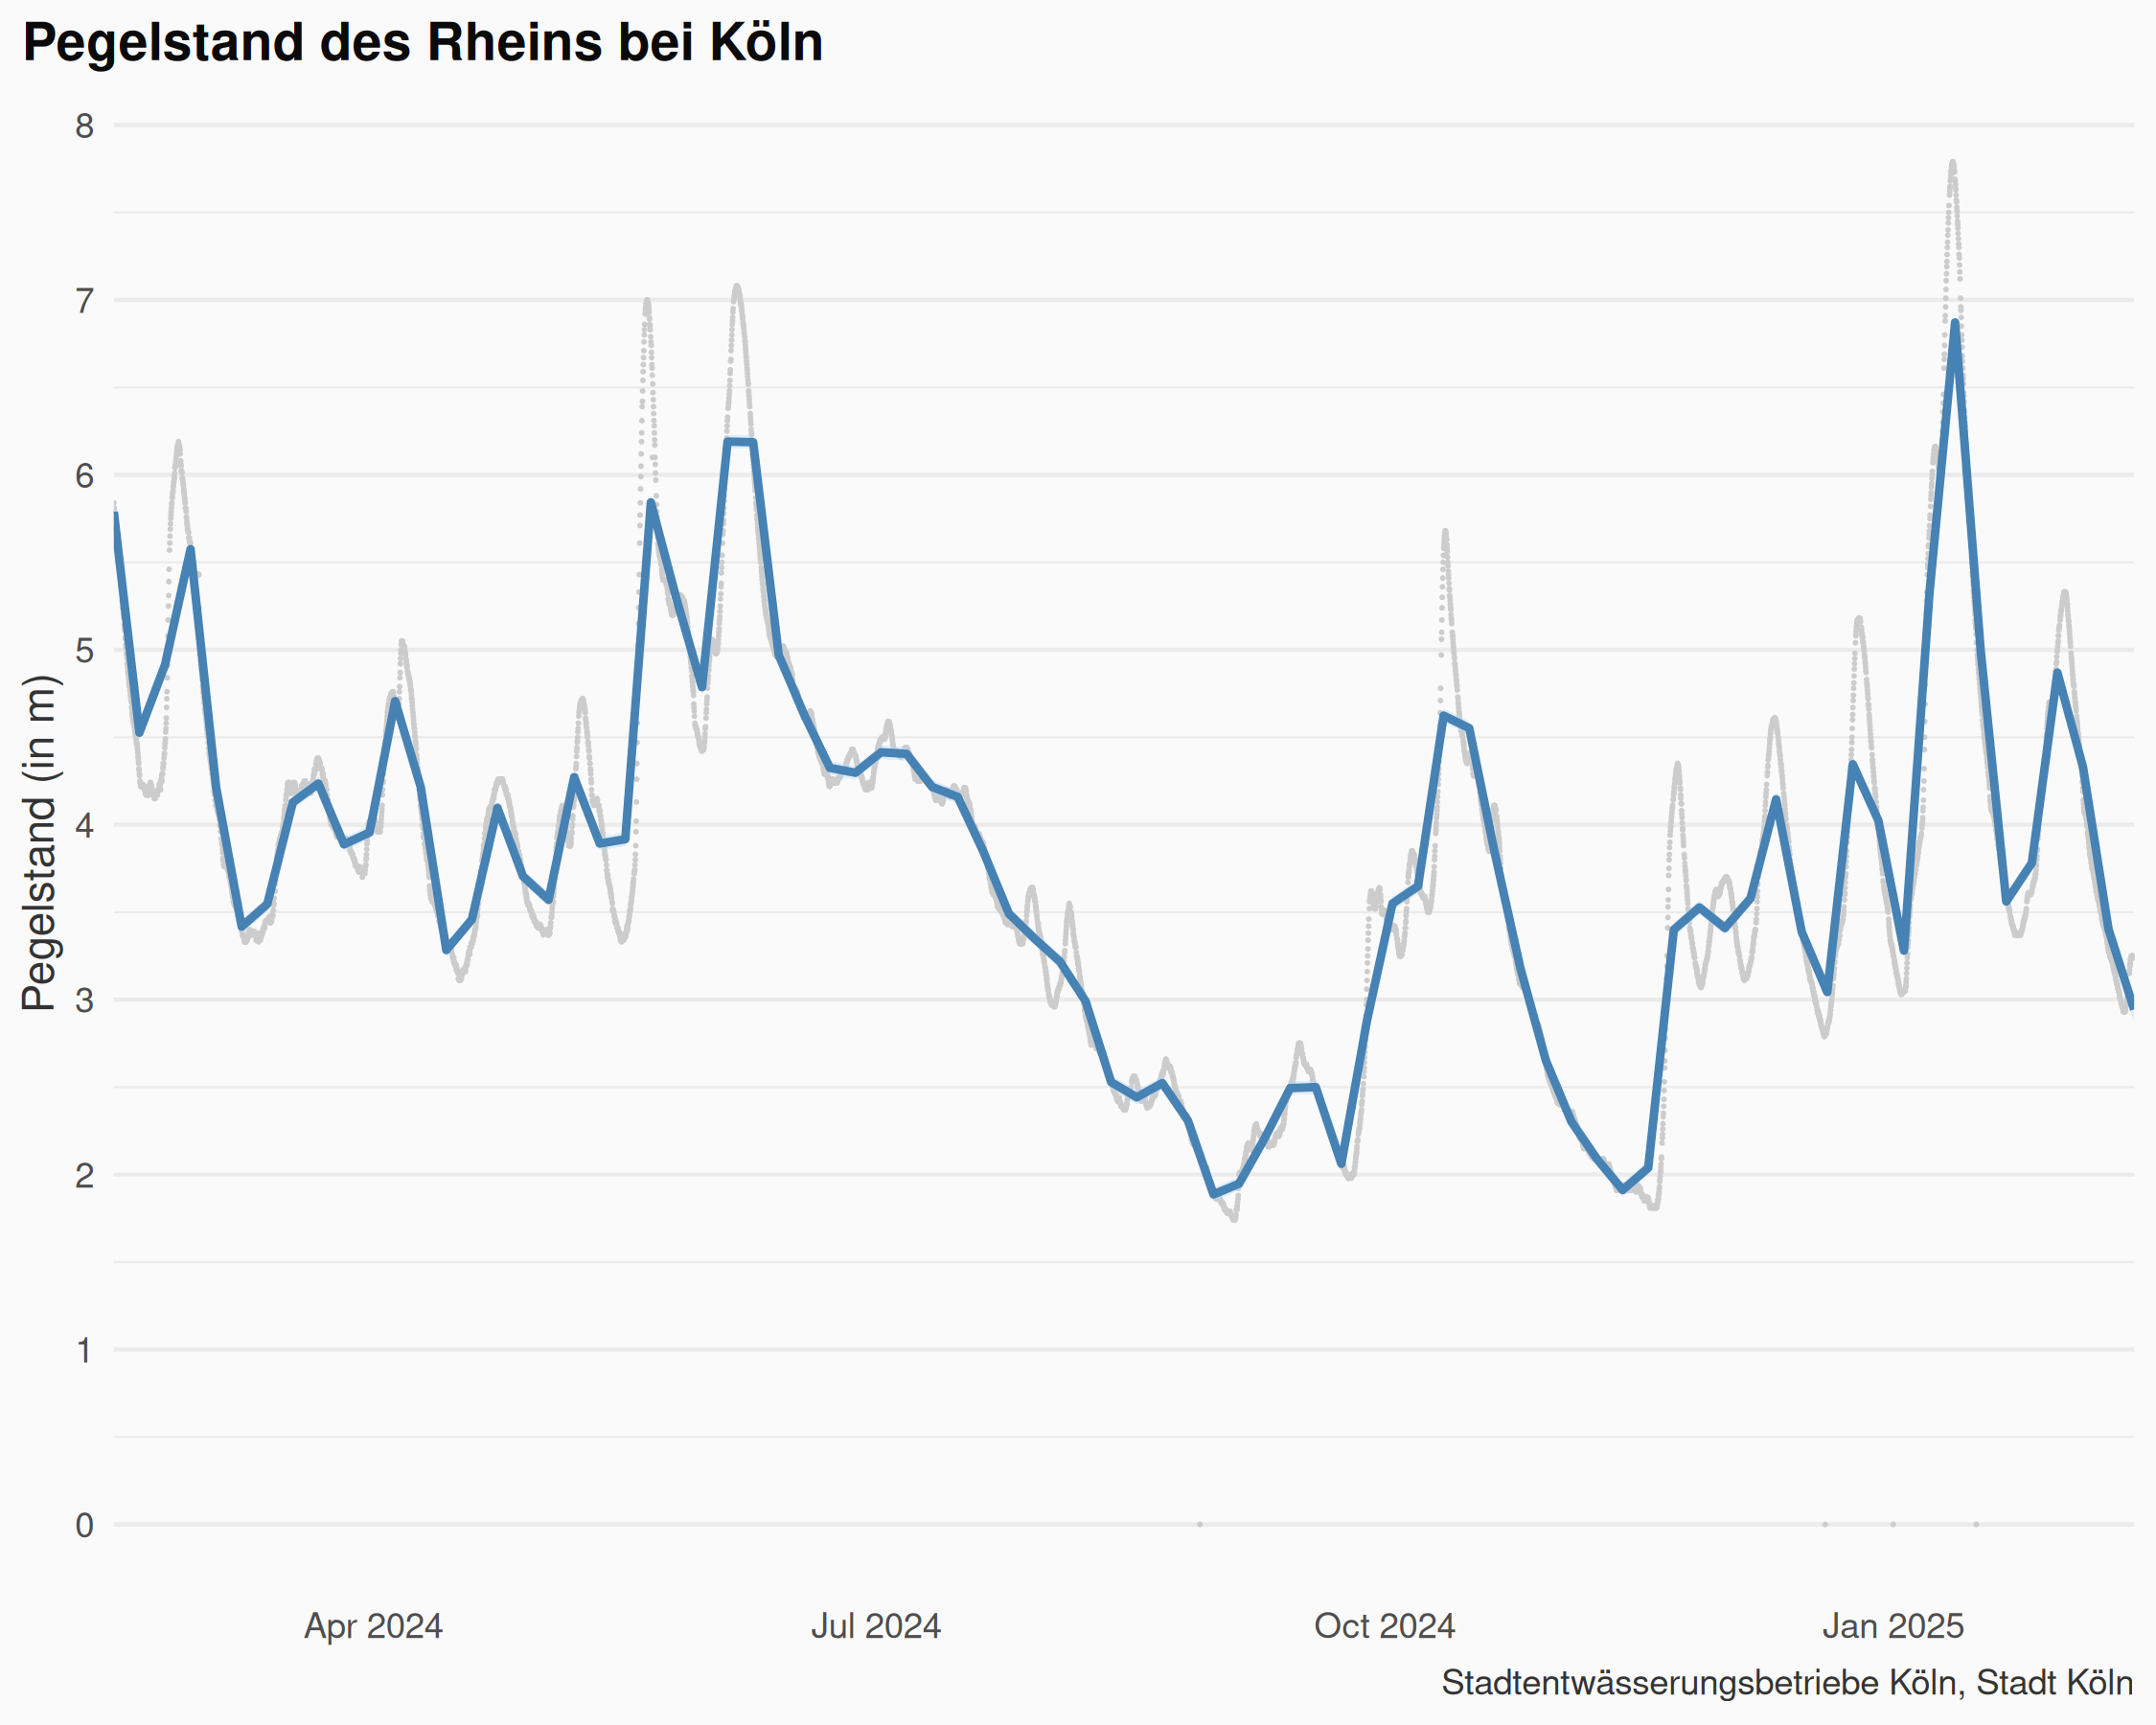 Pegelstand des Rheins bei Köln
Pegelstand (in m)
8
7
6
5
4
3
2
1
0
Apr 2024 Jul 2024 Oct 2024 Jan 2025
Stadtentwässerungsbetriebe Köln, Stadt Köln